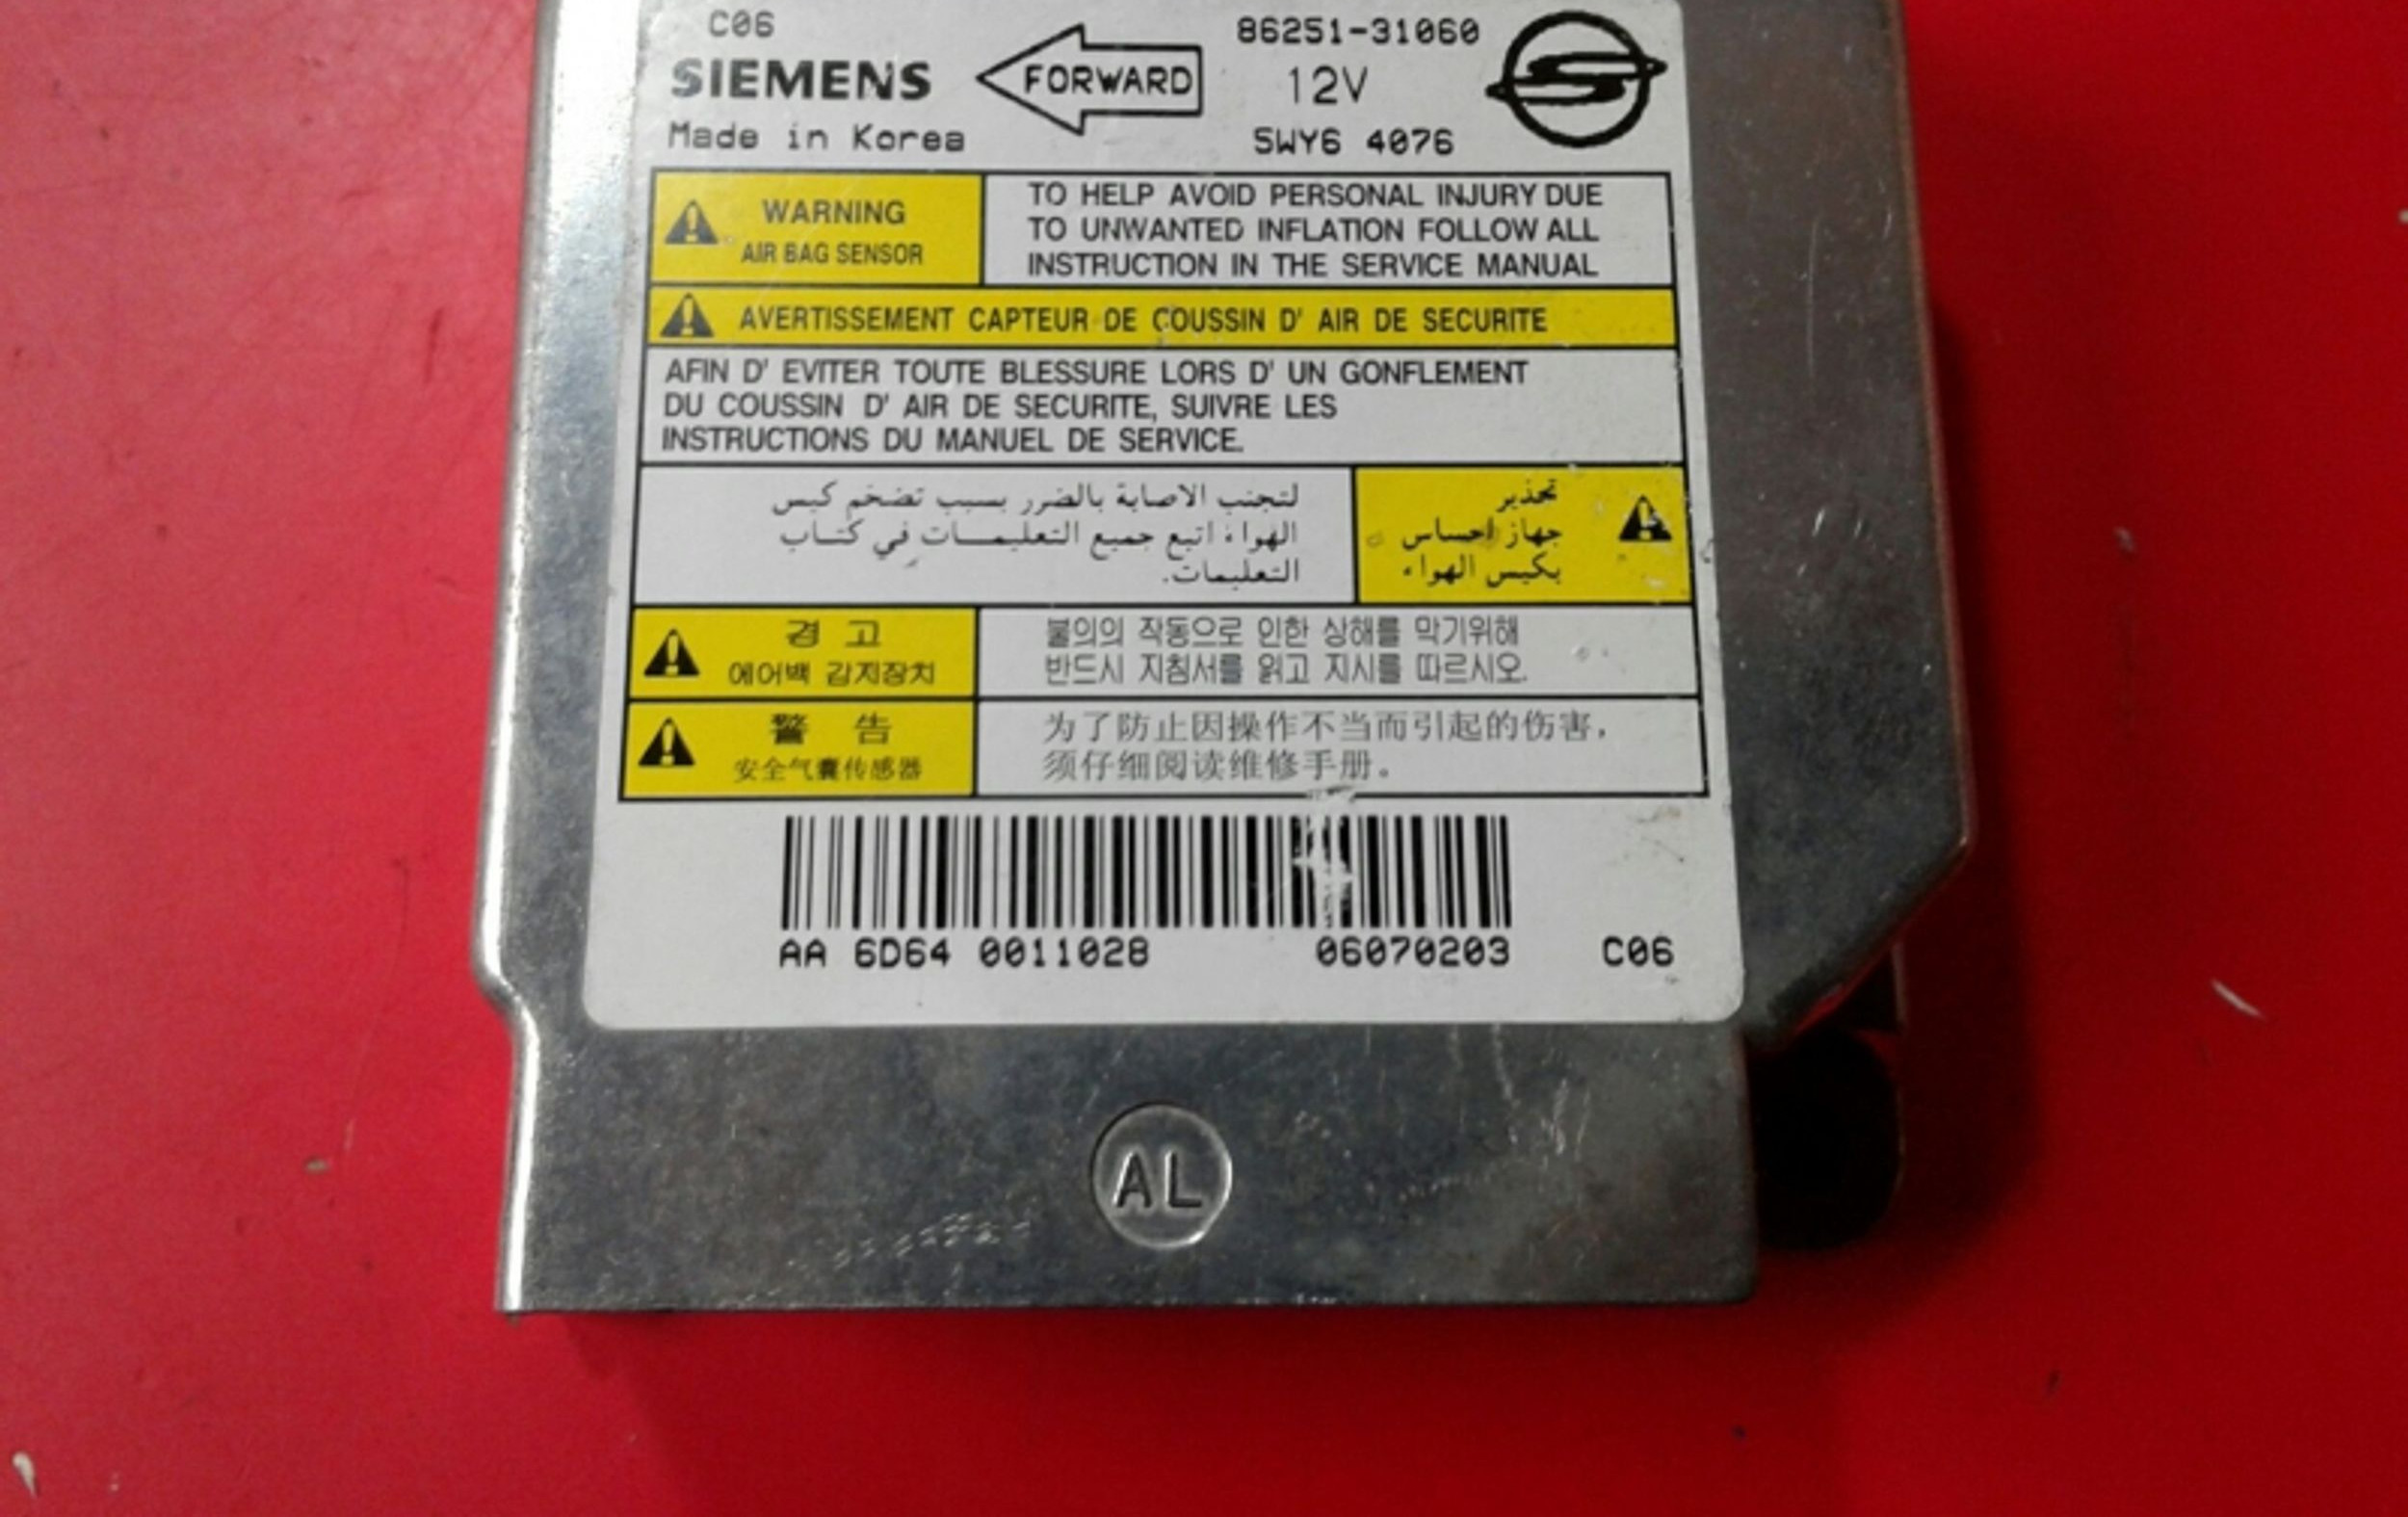 C06
SIEMENS
Made in Korea
FORWARD
86251-31060
12V
5WY6 4076
WARNING
AIR BAG SENSOR
TO HELP AVOID PERSONAL INJURY DUE
TO UNWANTED INFLATION FOLLOW ALL
INSTRUCTION IN THE SERVICE MANUAL
AVERTISSEMENT CAPTEUR DE COUSSIN D' AIR DE SECURITE
AFIN D' EVITER TOUTE BLESSURE LORS D' UN GONFLEMENT
DU COUSSIN D' AIR DE SECURITE, SUIVRE LES
INSTRUCTIONS DU MANUEL DE SERVICE.
تحذير
جهاز احساس
بكيس الهواء
لتجنب الاصابة بالضرر بسبب تضخم كيس
الهواء اتبع جميع التعليمــات في كتــاب
التعليمات.
경 고
에어백 감지장치
불의의 작동으로 인한 상해를 막기위해
반드시 지침서를 읽고 지시를 따르시오.
警 告
安全气囊传感器
为了防止因操作不当而引起的伤害，
须仔细阅读维修手册。
AA 6D64 0011028 06070203 C06
AL